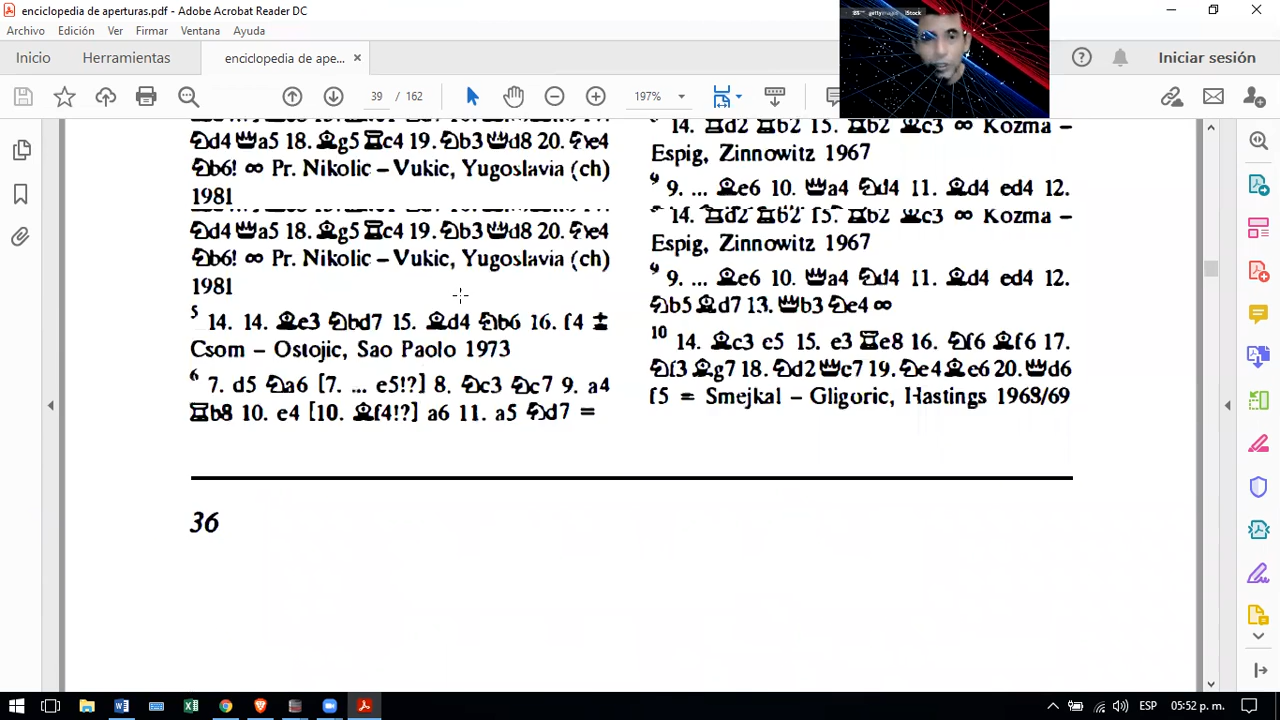 enciclopedia de aperturas.pdf - Adobe Acrobat Reader DC
Archivo Edición Ver Firmar Ventana Ayuda
Inicio Herramientas enciclopedia de ape... × Iniciar sesión
39 / 162 197%
gettyimages iStock
♘d4 ♛a5 18. ♗g5 ♖c4 19. ♘b3 ♛d8 20. ♘e4
♘b6! ∞ Pr. Nikolic – Vukic, Yugoslavia (ch)
1981
♘d4 ♛a5 18. ♗g5 ♖c4 19. ♘b3 ♛d8 20. ♘e4
♘b6! ∞ Pr. Nikolic – Vukic, Yugoslavia (ch)
1981
5 14. 14. ♗e3 ♘bd7 15. ♗d4 ♘b6 16. f4 ±
Csom – Ostojic, Sao Paolo 1973
6 7. d5 ♘a6 [7. ... e5!?] 8. ♘c3 ♘c7 9. a4
♖b8 10. e4 [10. ♗f4!?] a6 11. a5 ♘d7 =
14. ♖d2 ♖b2 15. ♖b2 ♗c3 ∞ Kozma –
Espig, Zinnowitz 1967
9 9. ... ♗e6 10. ♛a4 ♘d4 11. ♗d4 ed4 12.
14. ♖d2 ♖b2 15. ♖b2 ♗c3 ∞ Kozma –
Espig, Zinnowitz 1967
9 9. ... ♗e6 10. ♛a4 ♘d4 11. ♗d4 ed4 12.
♘b5 ♗d7 13. ♛b3 ♘e4 ∞
10 14. ♗c3 e5 15. e3 ♖e8 16. ♘f6 ♗f6 17.
♘f3 ♗g7 18. ♘d2 ♛c7 19. ♘e4 ♗e6 20. ♛d6
f5 = Smejkal – Gligoric, Hastings 1968/69
36
ESP 05:52 p. m.